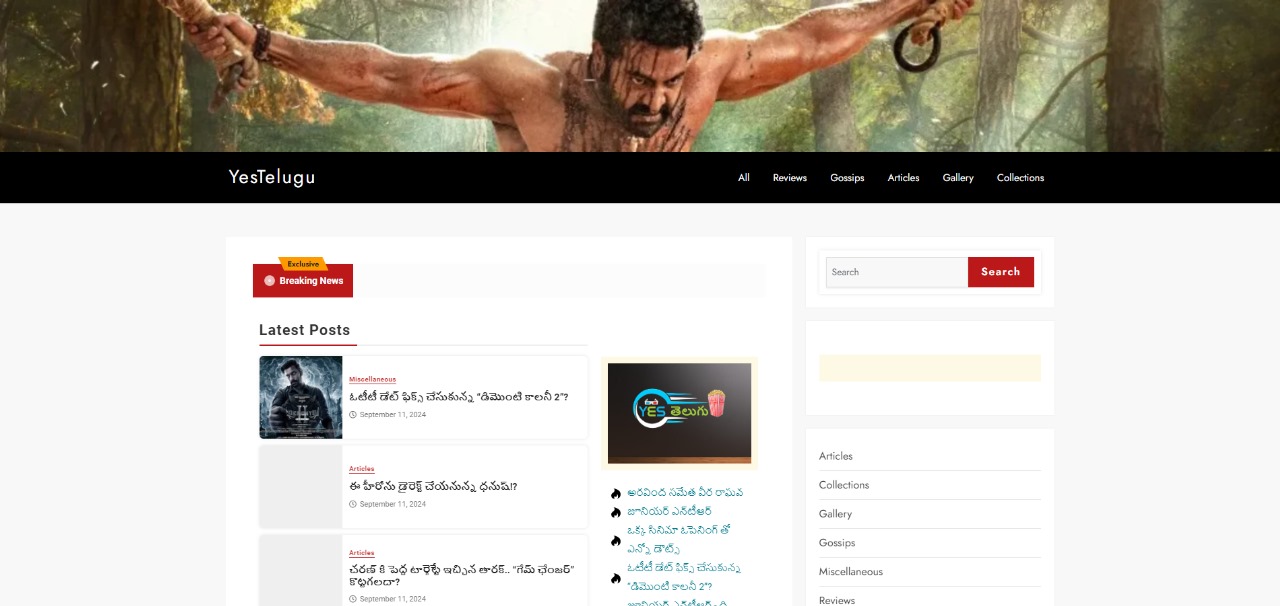 YesTelugu
All
Reviews
Gossips
Articles
Gallery
Collections
Exclusive
Breaking News
Latest Posts
Miscellaneous
ఓటీటీ డేట్ ఫిక్స్ చేసుకున్న "డిమొంటి కాలనీ 2"?
September 11, 2024
Articles
ఈ హీరోను డైరెక్ట్ చేయనున్న ధనుష్!?
September 11, 2024
Articles
చరణ్ కి పెద్ద టార్గెట్టే ఇచ్చిన తారక్.. "గేమ్ ఛేంజర్"
కొట్టగలదా?
September 11, 2024
YES తెలుగు
అరవింద సమేత వీర రాఘవ
జూనియర్ ఎన్‌టీఆర్
ఒక్క సినిమా ఓపెనింగ్ తో
ఎన్నో డౌట్స్
ఓటీటీ డేట్ ఫిక్స్ చేసుకున్న
"డిమొంటి కాలనీ 2"?
Search
Search
Articles
Collections
Gallery
Gossips
Miscellaneous
Reviews